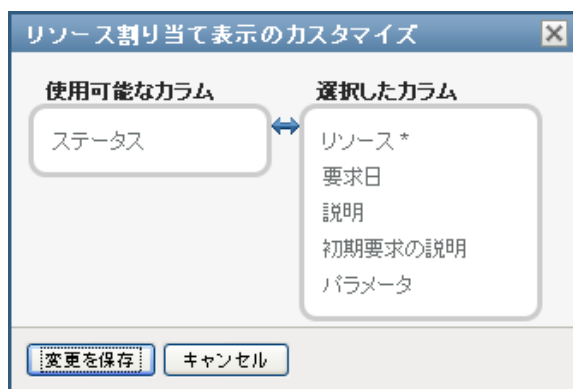 リソース割り当て表示のカスタマイズ
使用可能なカラム
ステータス
選択したカラム
リソース *
要求日
説明
初期要求の説明
パラメータ
変更を保存
キャンセル